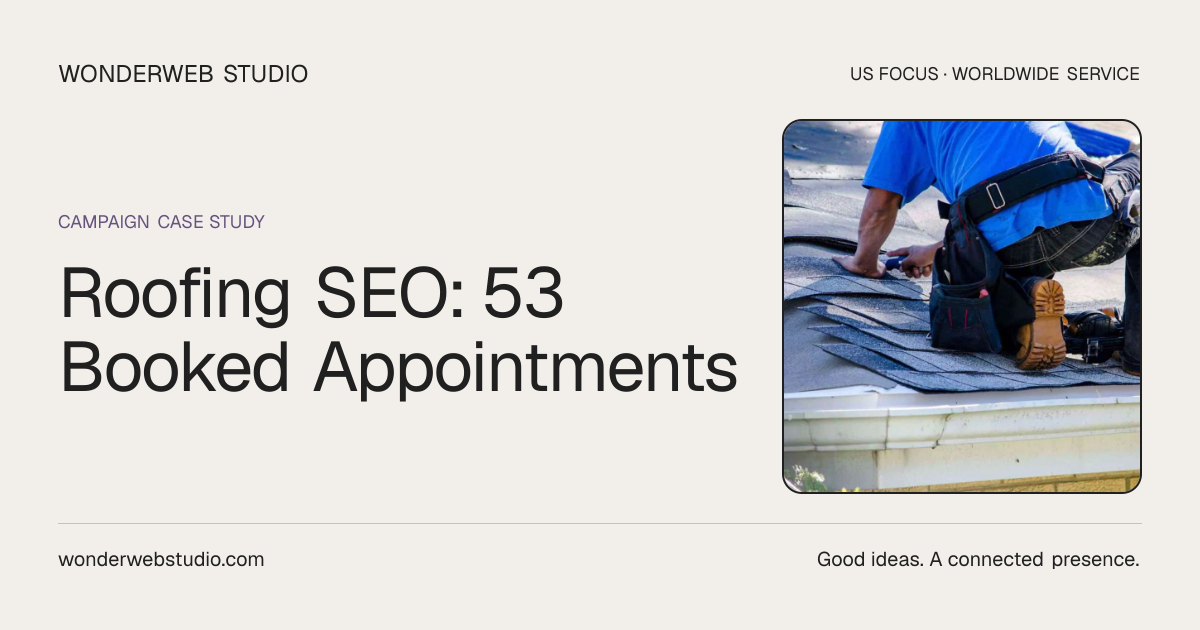 WONDERWEB STUDIO
US FOCUS · WORLDWIDE SERVICE
CAMPAIGN CASE STUDY
Roofing SEO: 53
Booked Appointments
wonderwebstudio.com
Good ideas. A connected presence.